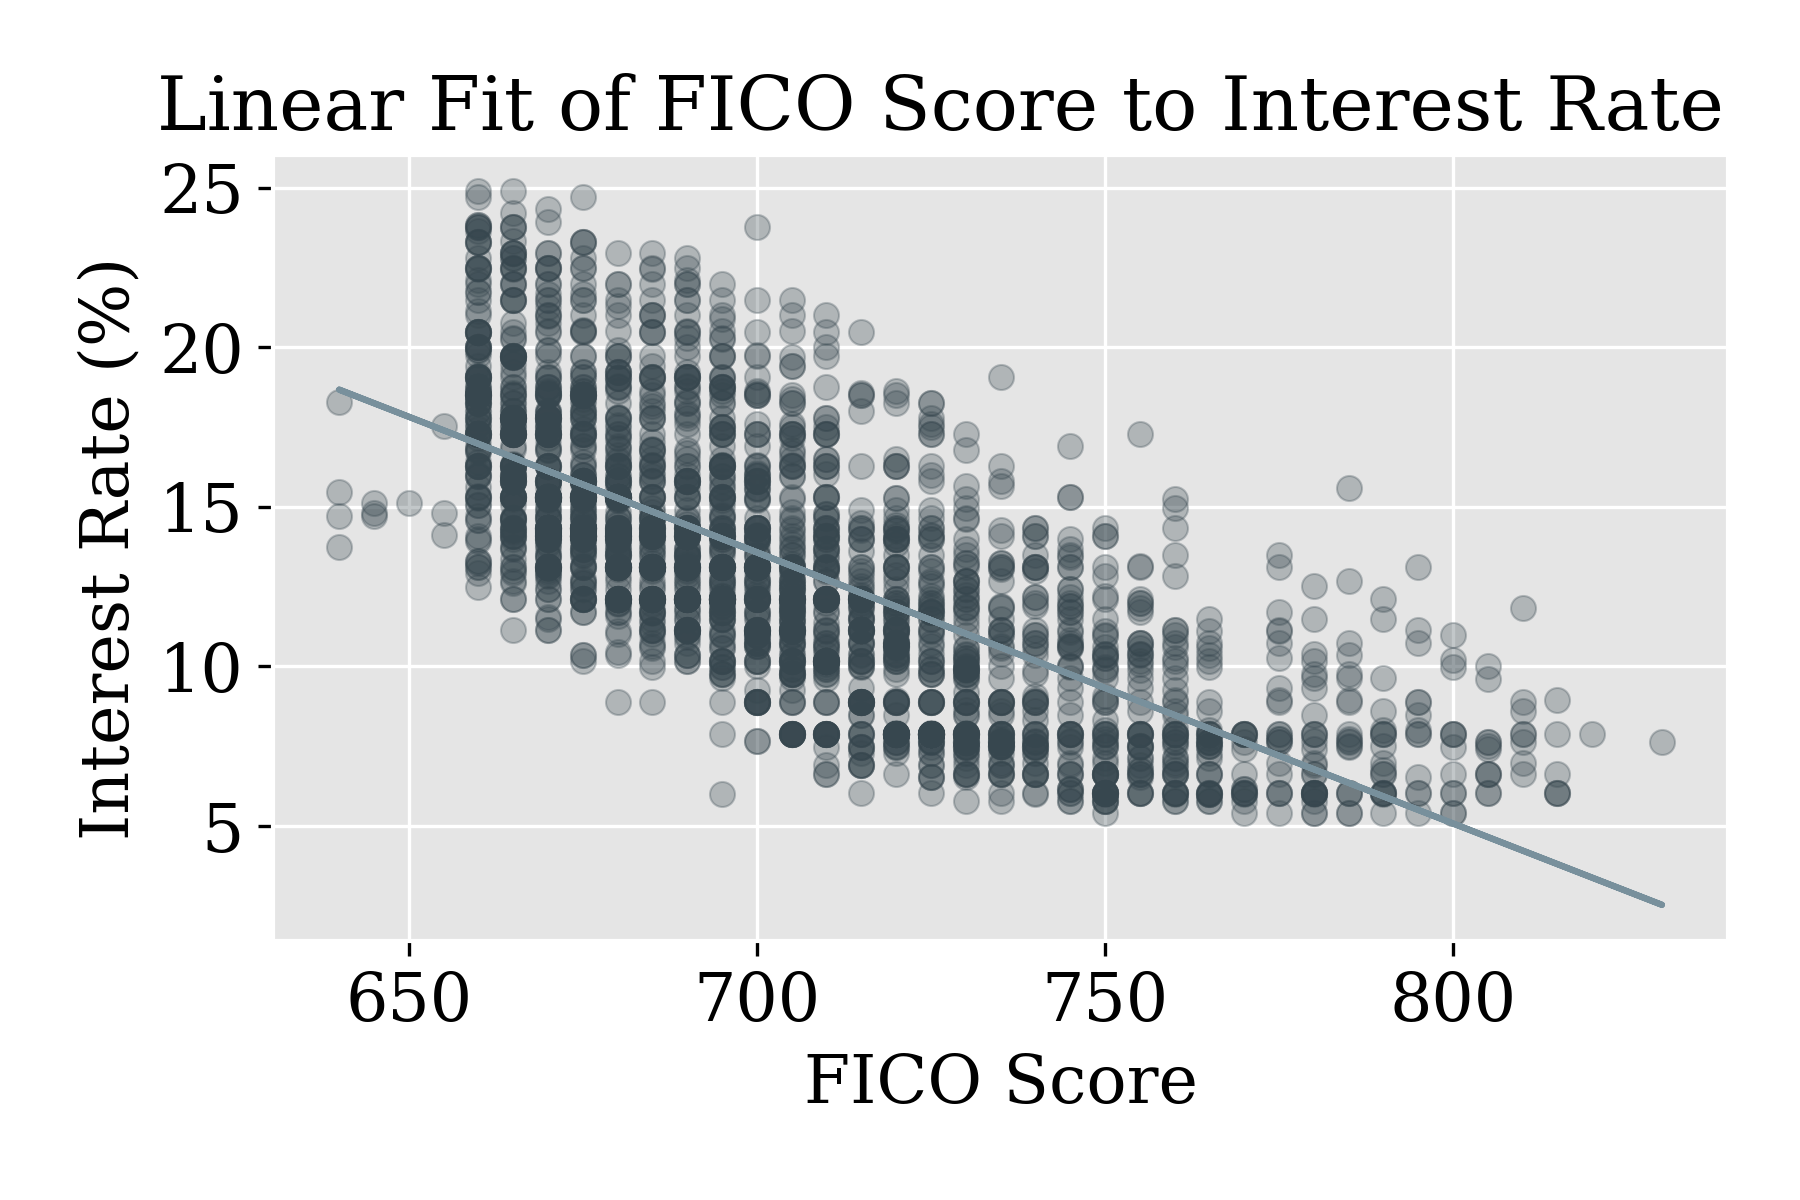 Linear Fit of FICO Score to Interest Rate
25
20
15
10
5
Interest Rate (%)
650 700 750 800
FICO Score